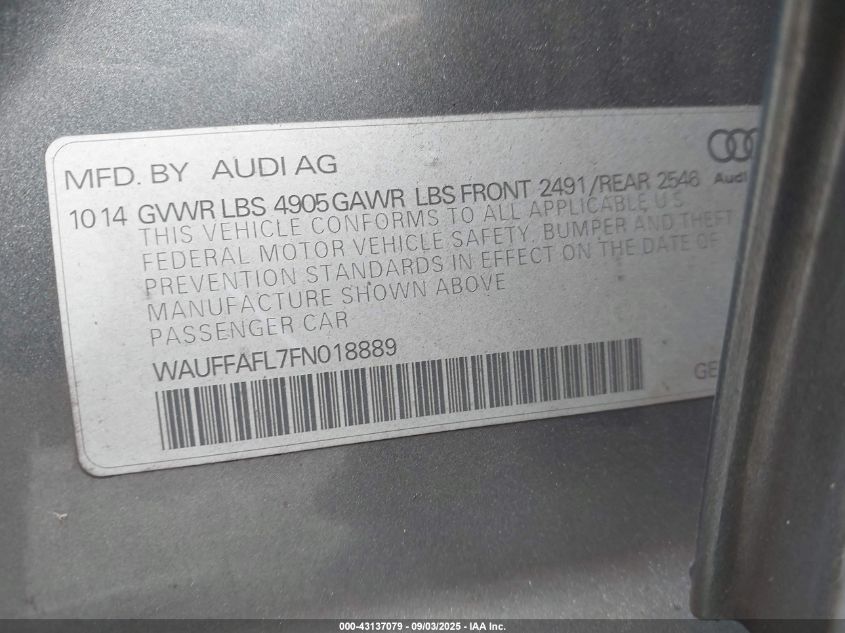 MFD. BY AUDI AG
Audi
10 14 GVWR LBS 4905 GAWR LBS FRONT 2491/REAR 2546
THIS VEHICLE CONFORMS TO ALL APPLICABLE U.S.
FEDERAL MOTOR VEHICLE SAFETY, BUMPER AND THEFT
PREVENTION STANDARDS IN EFFECT ON THE DATE OF
MANUFACTURE SHOWN ABOVE
PASSENGER CAR
WAUFFAFL7FN018889
GE
000-43137079 - 09/03/2025 - IAA Inc.